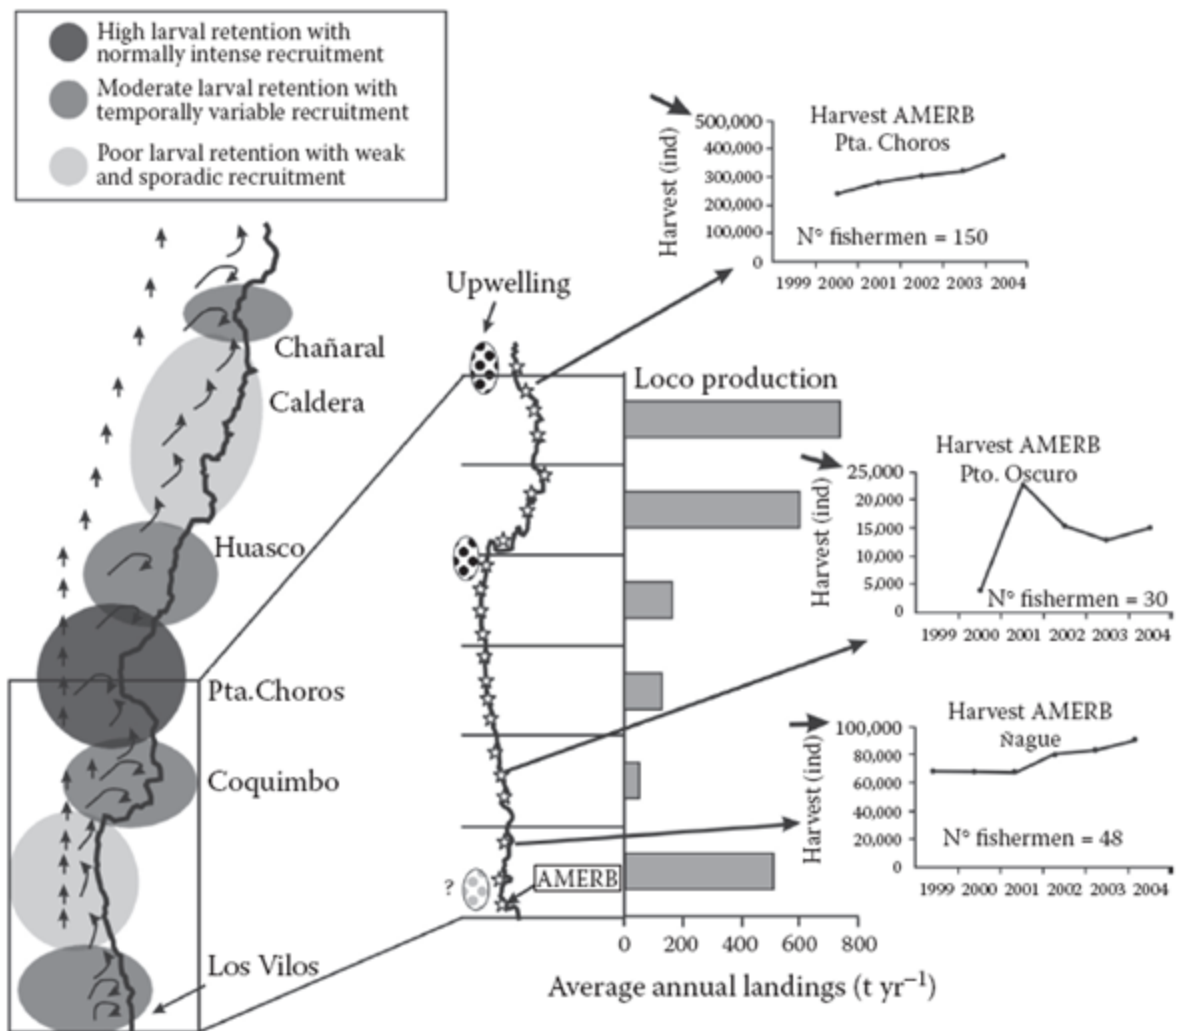 High larval retention with
normally intense recruitment
Moderate larval retention with
temporally variable recruitment
Poor larval retention with weak
and sporadic recruitment
Chañaral
Caldera
Huasco
Pta.Choros
Coquimbo
Los Vilos
Upwelling
?
AMERB
Loco production
0 200 400 600 800
Average annual landings (t yr⁻¹)
Harvest AMERB
Pta. Choros
Harvest (ind)
500,000
400,000
300,000
200,000
100,000
0
N° fishermen = 150
1999 2000 2001 2002 2003 2004
Harvest AMERB
Pto. Oscuro
Harvest (ind)
25,000
20,000
15,000
10,000
5,000
0
N° fishermen = 30
1999 2000 2001 2002 2003 2004
Harvest AMERB
Ñague
Harvest (ind)
100,000
80,000
60,000
40,000
20,000
0
N° fishermen = 48
1999 2000 2001 2002 2003 2004